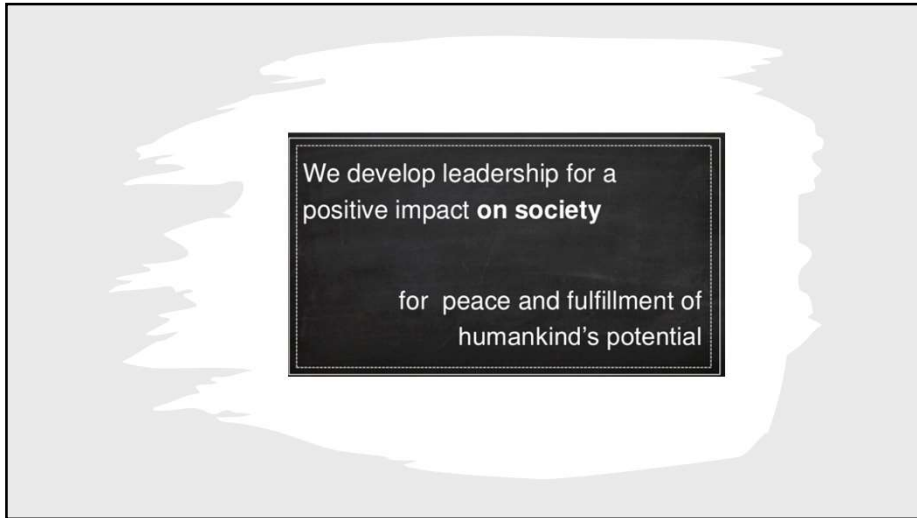 We develop leadership for a
positive impact on society
for peace and fulfillment of
humankind’s potential